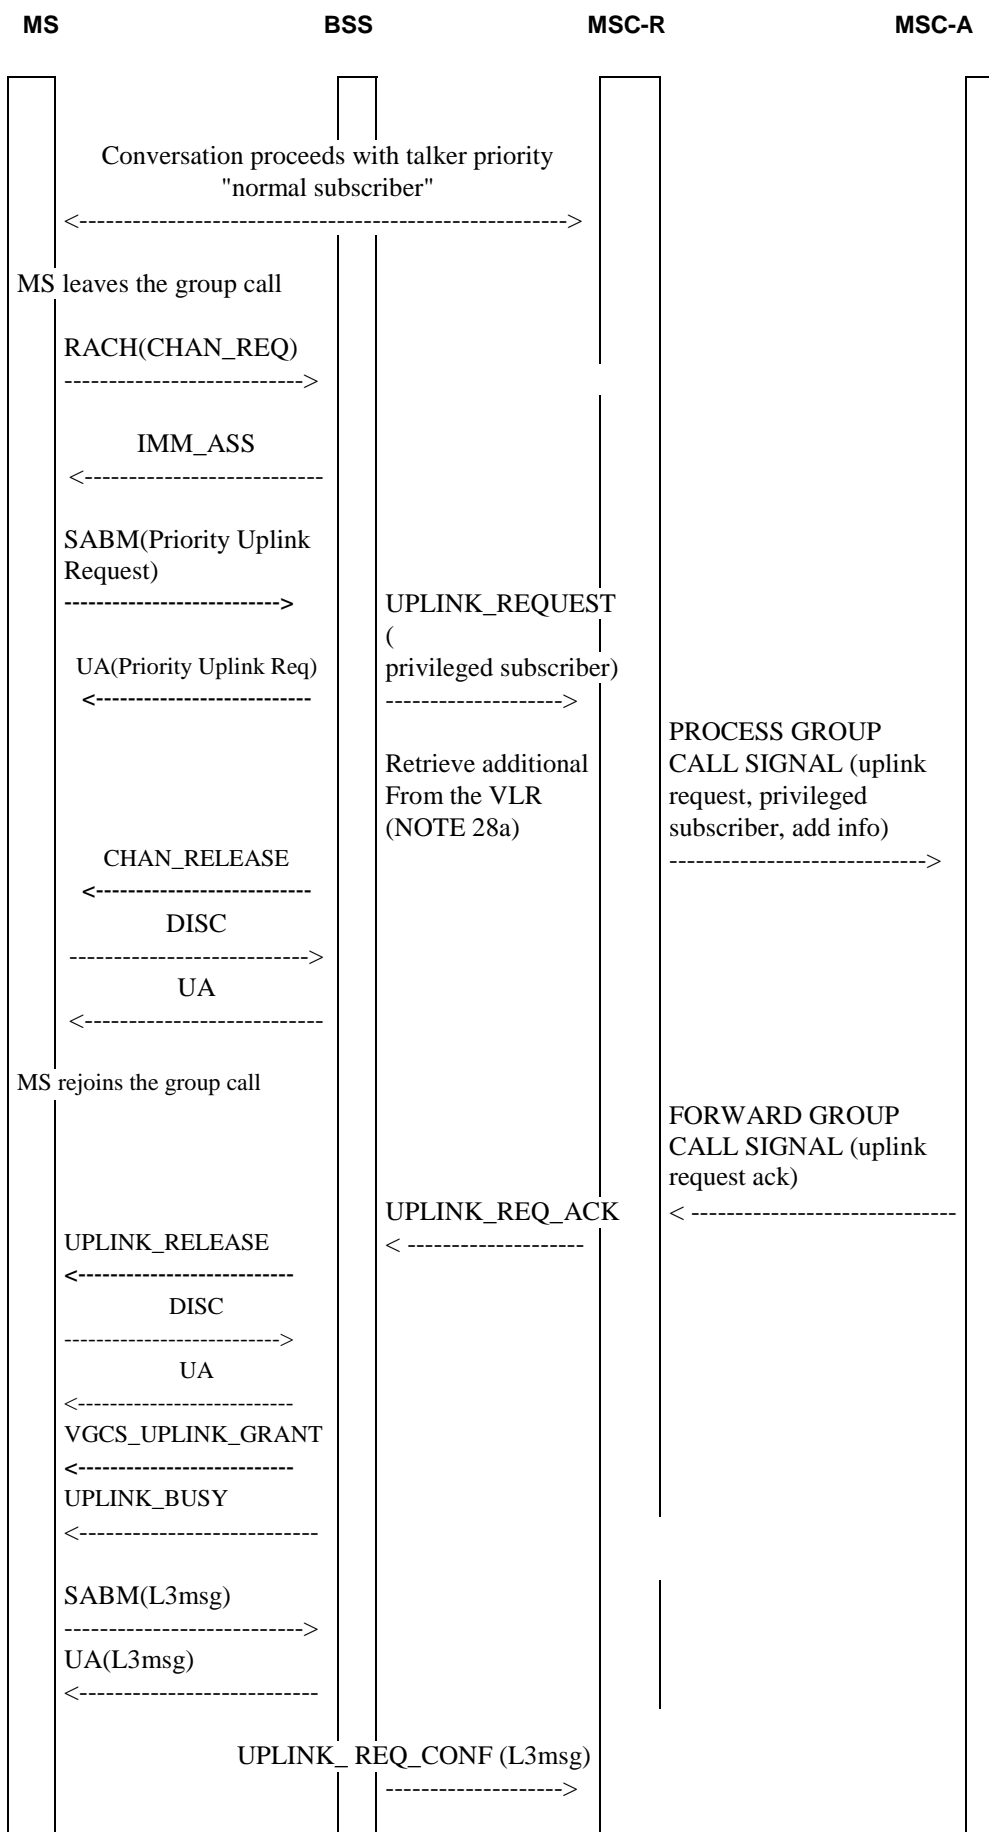 MS BSS MSC-R MSC-A
Conversation proceeds with talker priority
"normal subscriber"
<------------------------------------------------------->
MS leaves the group call
RACH(CHAN_REQ)
--------------------------->
IMM_ASS
<---------------------------
SABM(Priority Uplink
Request)
--------------------------->
UPLINK_REQUEST
(
UA(Priority Uplink Req)
privileged subscriber)
<---------------------------
-------------------->
PROCESS GROUP
CALL SIGNAL (uplink
request, privileged
subscriber, add info)
----------------------------->
Retrieve additional
From the VLR
(NOTE 28a)
CHAN_RELEASE
<---------------------------
DISC
--------------------------->
UA
<---------------------------
MS rejoins the group call
FORWARD GROUP
CALL SIGNAL (uplink
request ack)
< ------------------------------
UPLINK_REQ_ACK
< --------------------
UPLINK_RELEASE
<---------------------------
DISC
--------------------------->
UA
<---------------------------
VGCS_UPLINK_GRANT
<---------------------------
UPLINK_BUSY
<---------------------------
SABM(L3msg)
--------------------------->
UA(L3msg)
<---------------------------
UPLINK_ REQ_CONF (L3msg)
-------------------->